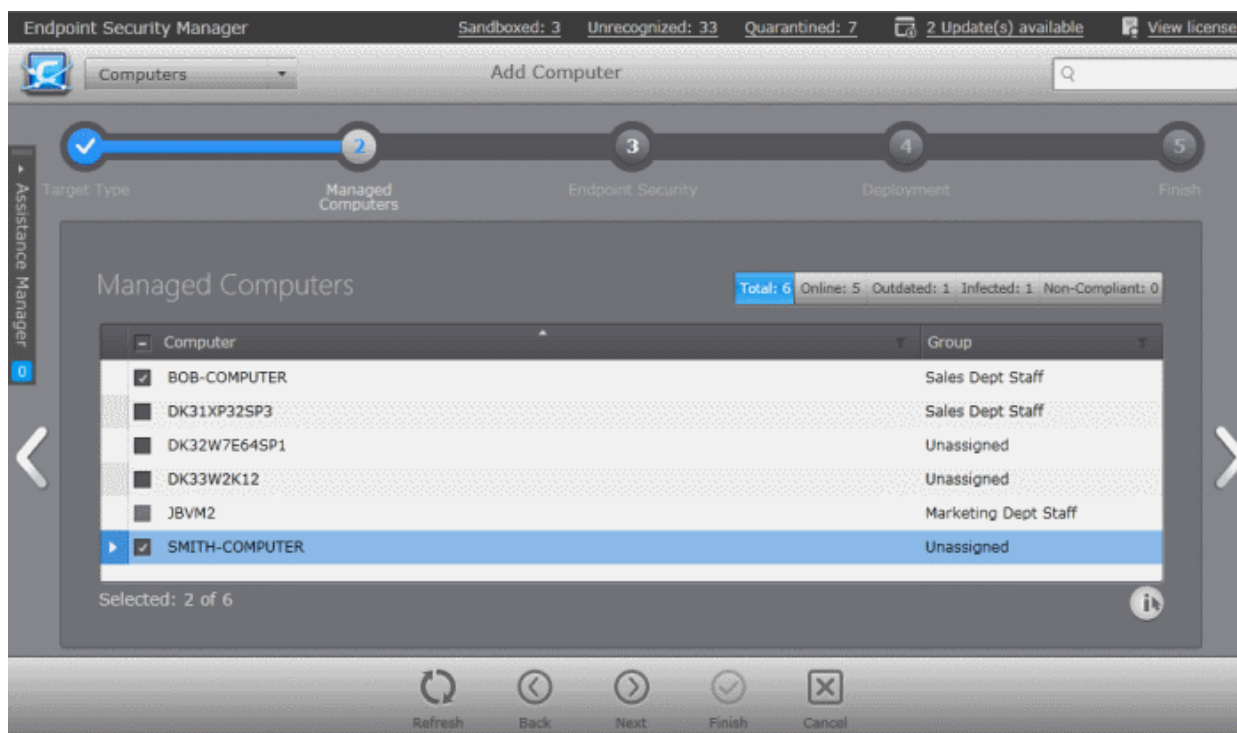 Endpoint Security Manager Sandboxed: 3 Unrecognized: 33 Quarantined: 7 2 Update(s) available View license
Computers Add Computer
2 3 4 5
Target Type Managed Computers Endpoint Security Deployment Finish
Assistance Manager
0
Managed Computers
Total: 6 Online: 5 Outdated: 1 Infected: 1 Non-Compliant: 0
Computer Group
BOB-COMPUTER Sales Dept Staff
DK31XP32SP3 Sales Dept Staff
DK32W7E64SP1 Unassigned
DK33W2K12 Unassigned
JBVM2 Marketing Dept Staff
SMITH-COMPUTER Unassigned
Selected: 2 of 6
Refresh Back Next Finish Cancel